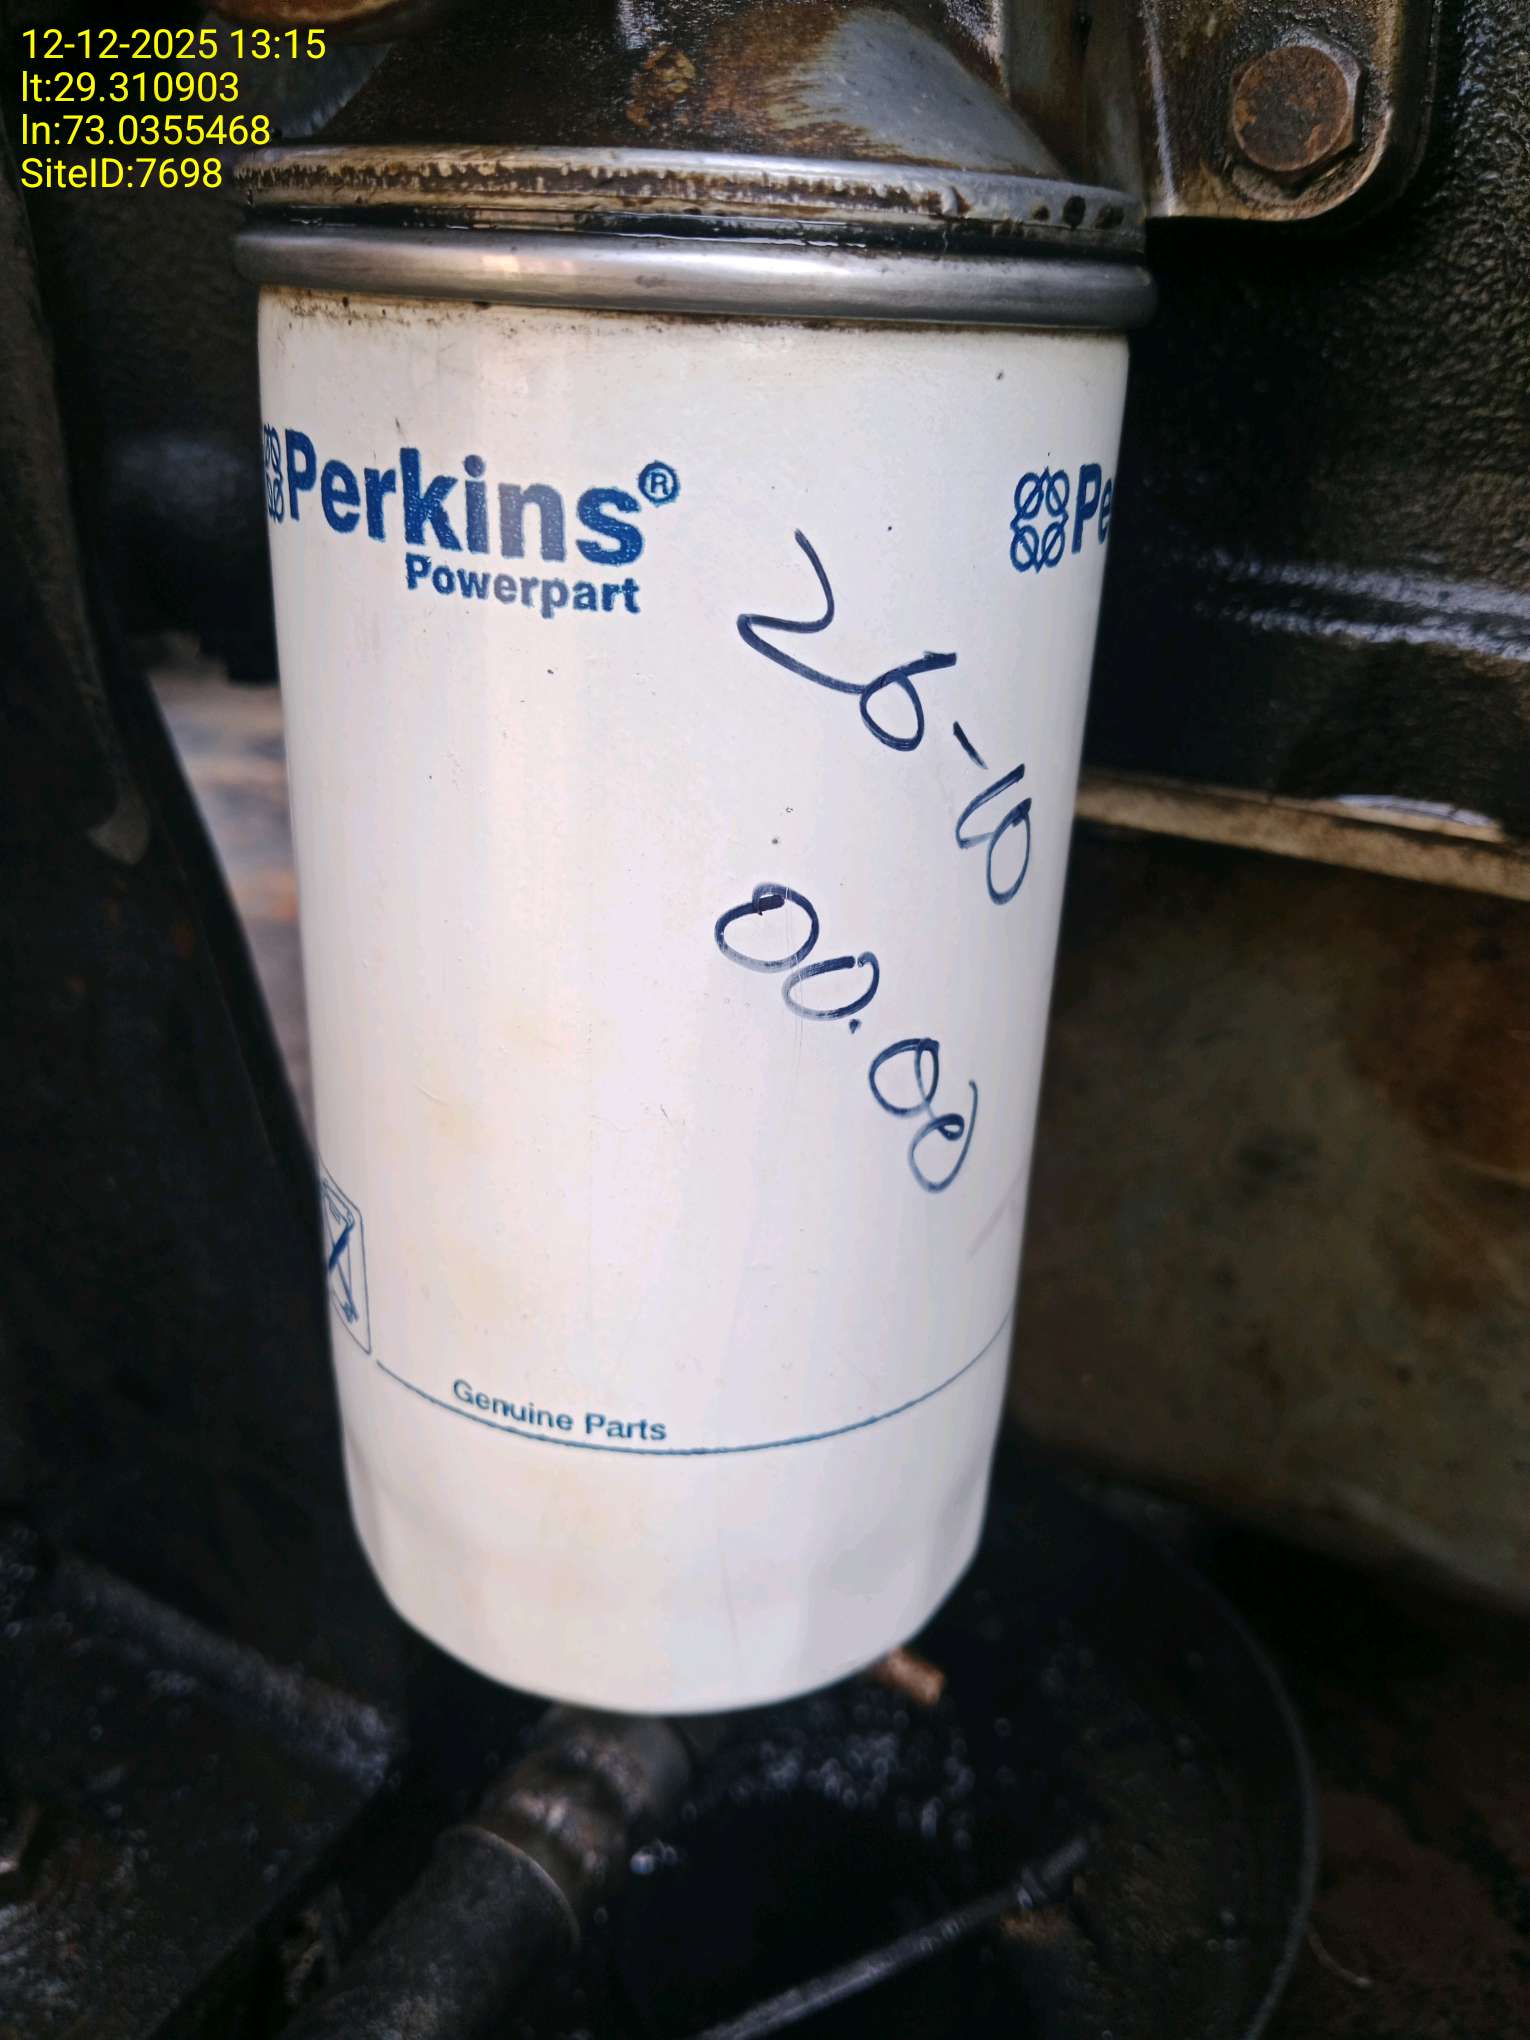 12-12-2025 13:15
lt:29.310903
ln:73.0355468
SiteID:7698
Perkins®
Powerpart
Pe
26-10
00.00
Genuine Parts